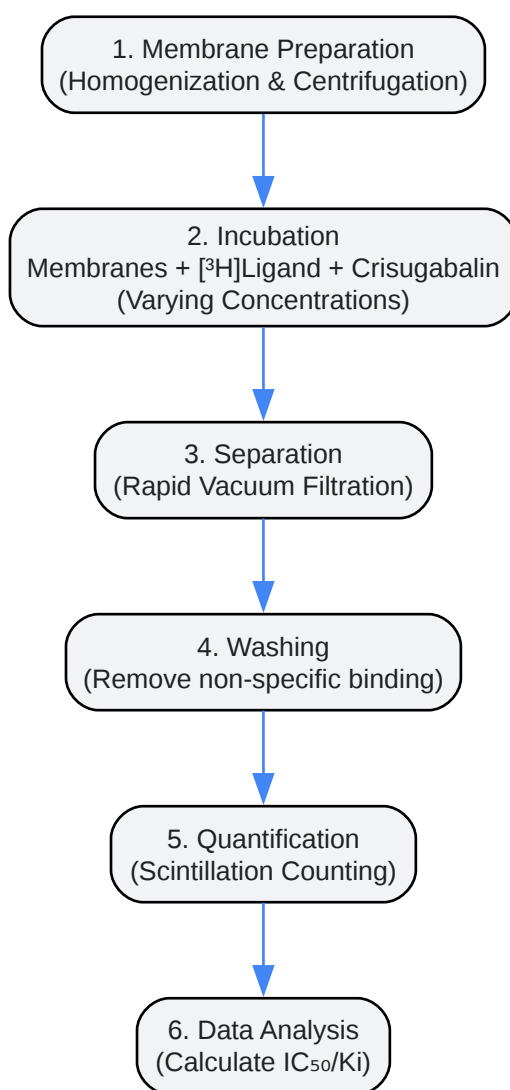 1. Membrane Preparation
(Homogenization & Centrifugation)
2. Incubation
Membranes + [³H]Ligand + Crisugabalin
(Varying Concentrations)
3. Separation
(Rapid Vacuum Filtration)
4. Washing
(Remove non-specific binding)
5. Quantification
(Scintillation Counting)
6. Data Analysis
(Calculate IC₅₀/Ki)